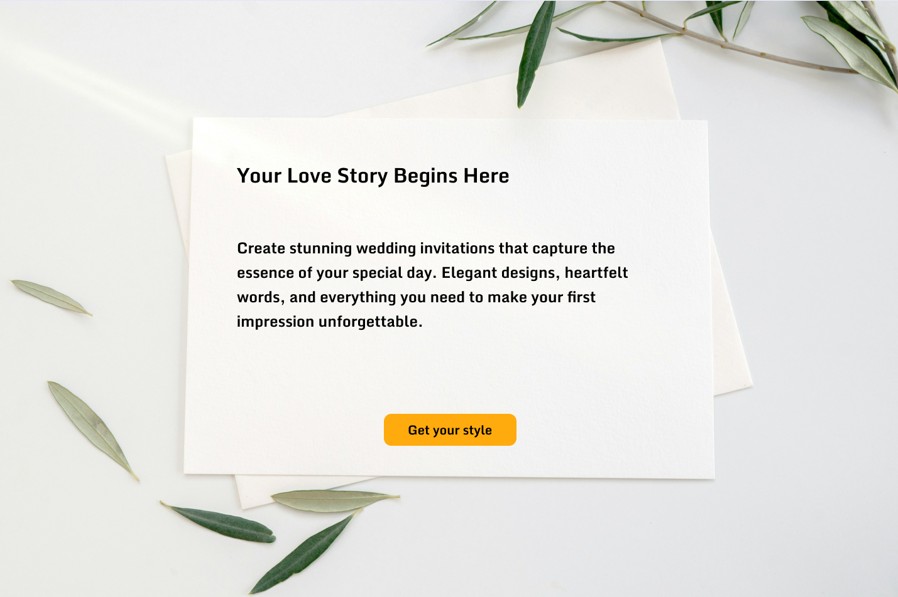 Your Love Story Begins Here
Create stunning wedding invitations that capture the
essence of your special day. Elegant designs, heartfelt
words, and everything you need to make your first
impression unforgettable.
Get your style